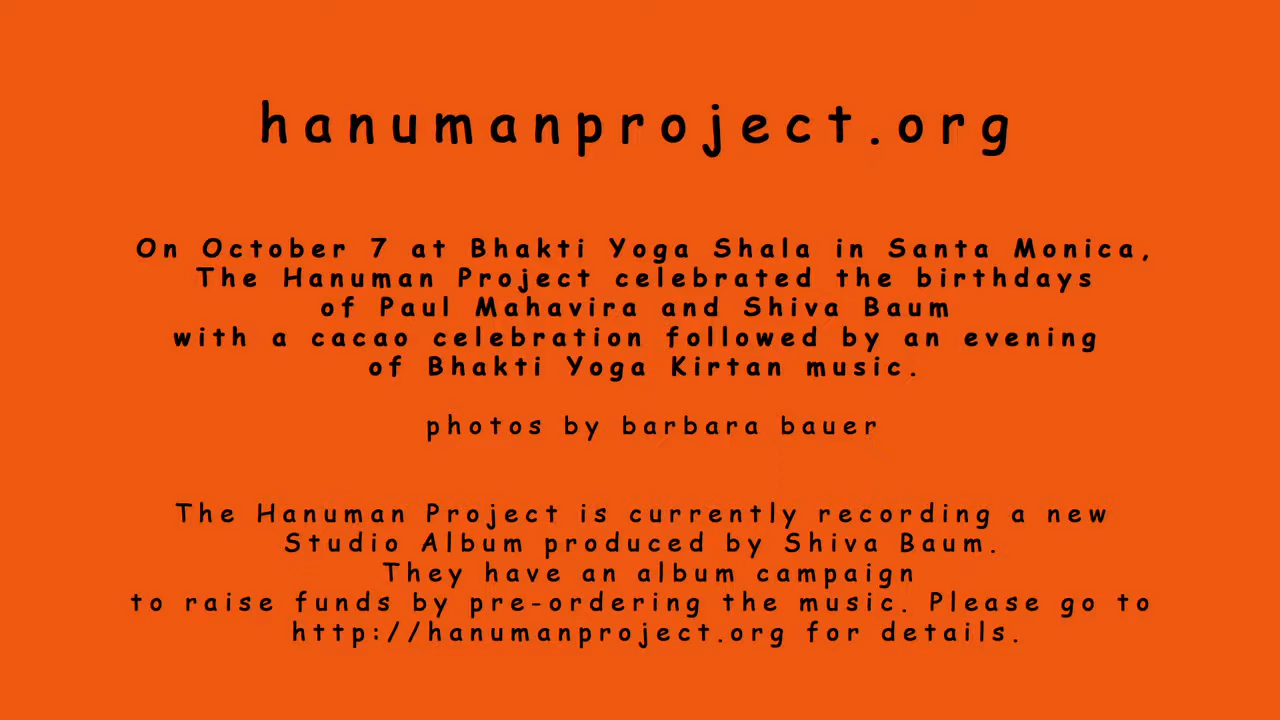 hanumanproject.org
On October 7 at Bhakti Yoga Shala in Santa Monica,
The Hanuman Project celebrated the birthdays
of Paul Mahavira and Shiva Baum
with a cacao celebration followed by an evening
of Bhakti Yoga Kirtan music.
photos by barbara bauer
The Hanuman Project is currently recording a new
Studio Album produced by Shiva Baum.
They have an album campaign
to raise funds by pre-ordering the music. Please go to
http://hanumanproject.org for details.